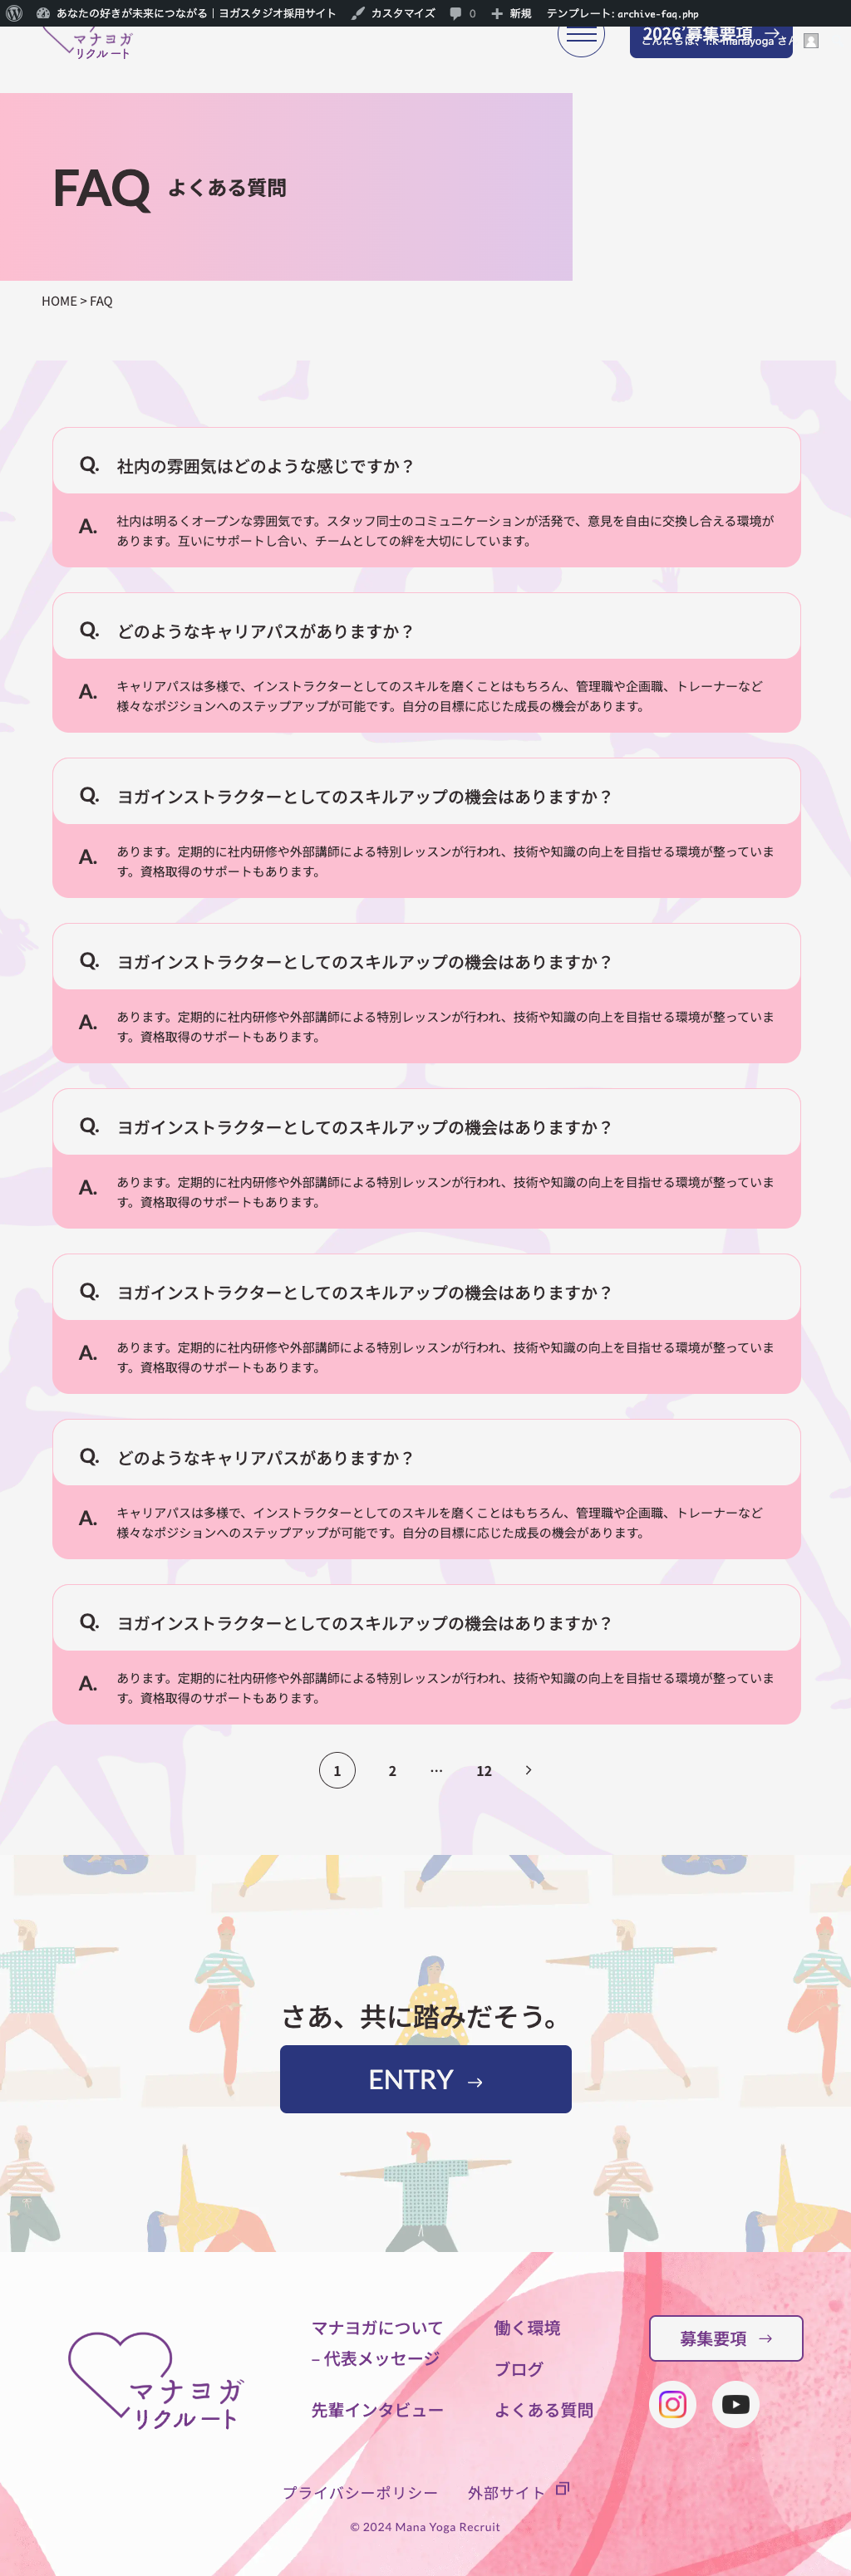 あなたの好きが未来につながる｜ヨガスタジオ採用サイト カスタマイズ 0 新規 テンプレート: archive-faq.php
マナヨガ
リクルート
2026'募集要項
こんにちは、r.k-manayoga さん
FAQ よくある質問
HOME > FAQ
Q. 社内の雰囲気はどのような感じですか？
A. 社内は明るくオープンな雰囲気です。スタッフ同士のコミュニケーションが活発で、意見を自由に交換し合える環境が
あります。互いにサポートし合い、チームとしての絆を大切にしています。
Q. どのようなキャリアパスがありますか？
A. キャリアパスは多様で、インストラクターとしてのスキルを磨くことはもちろん、管理職や企画職、トレーナーなど
様々なポジションへのステップアップが可能です。自分の目標に応じた成長の機会があります。
Q. ヨガインストラクターとしてのスキルアップの機会はありますか？
A. あります。定期的に社内研修や外部講師による特別レッスンが行われ、技術や知識の向上を目指せる環境が整っていま
す。資格取得のサポートもあります。
Q. ヨガインストラクターとしてのスキルアップの機会はありますか？
A. あります。定期的に社内研修や外部講師による特別レッスンが行われ、技術や知識の向上を目指せる環境が整っていま
す。資格取得のサポートもあります。
Q. ヨガインストラクターとしてのスキルアップの機会はありますか？
A. あります。定期的に社内研修や外部講師による特別レッスンが行われ、技術や知識の向上を目指せる環境が整っていま
す。資格取得のサポートもあります。
Q. ヨガインストラクターとしてのスキルアップの機会はありますか？
A. あります。定期的に社内研修や外部講師による特別レッスンが行われ、技術や知識の向上を目指せる環境が整っていま
す。資格取得のサポートもあります。
Q. どのようなキャリアパスがありますか？
A. キャリアパスは多様で、インストラクターとしてのスキルを磨くことはもちろん、管理職や企画職、トレーナーなど
様々なポジションへのステップアップが可能です。自分の目標に応じた成長の機会があります。
Q. ヨガインストラクターとしてのスキルアップの機会はありますか？
A. あります。定期的に社内研修や外部講師による特別レッスンが行われ、技術や知識の向上を目指せる環境が整っていま
す。資格取得のサポートもあります。
1 2 … 12 >
さあ、共に踏みだそう。
ENTRY →
マナヨガ
リクルート
マナヨガについて
– 代表メッセージ
先輩インタビュー
働く環境
ブログ
よくある質問
募集要項 →
プライバシーポリシー 外部サイト
© 2024 Mana Yoga Recruit